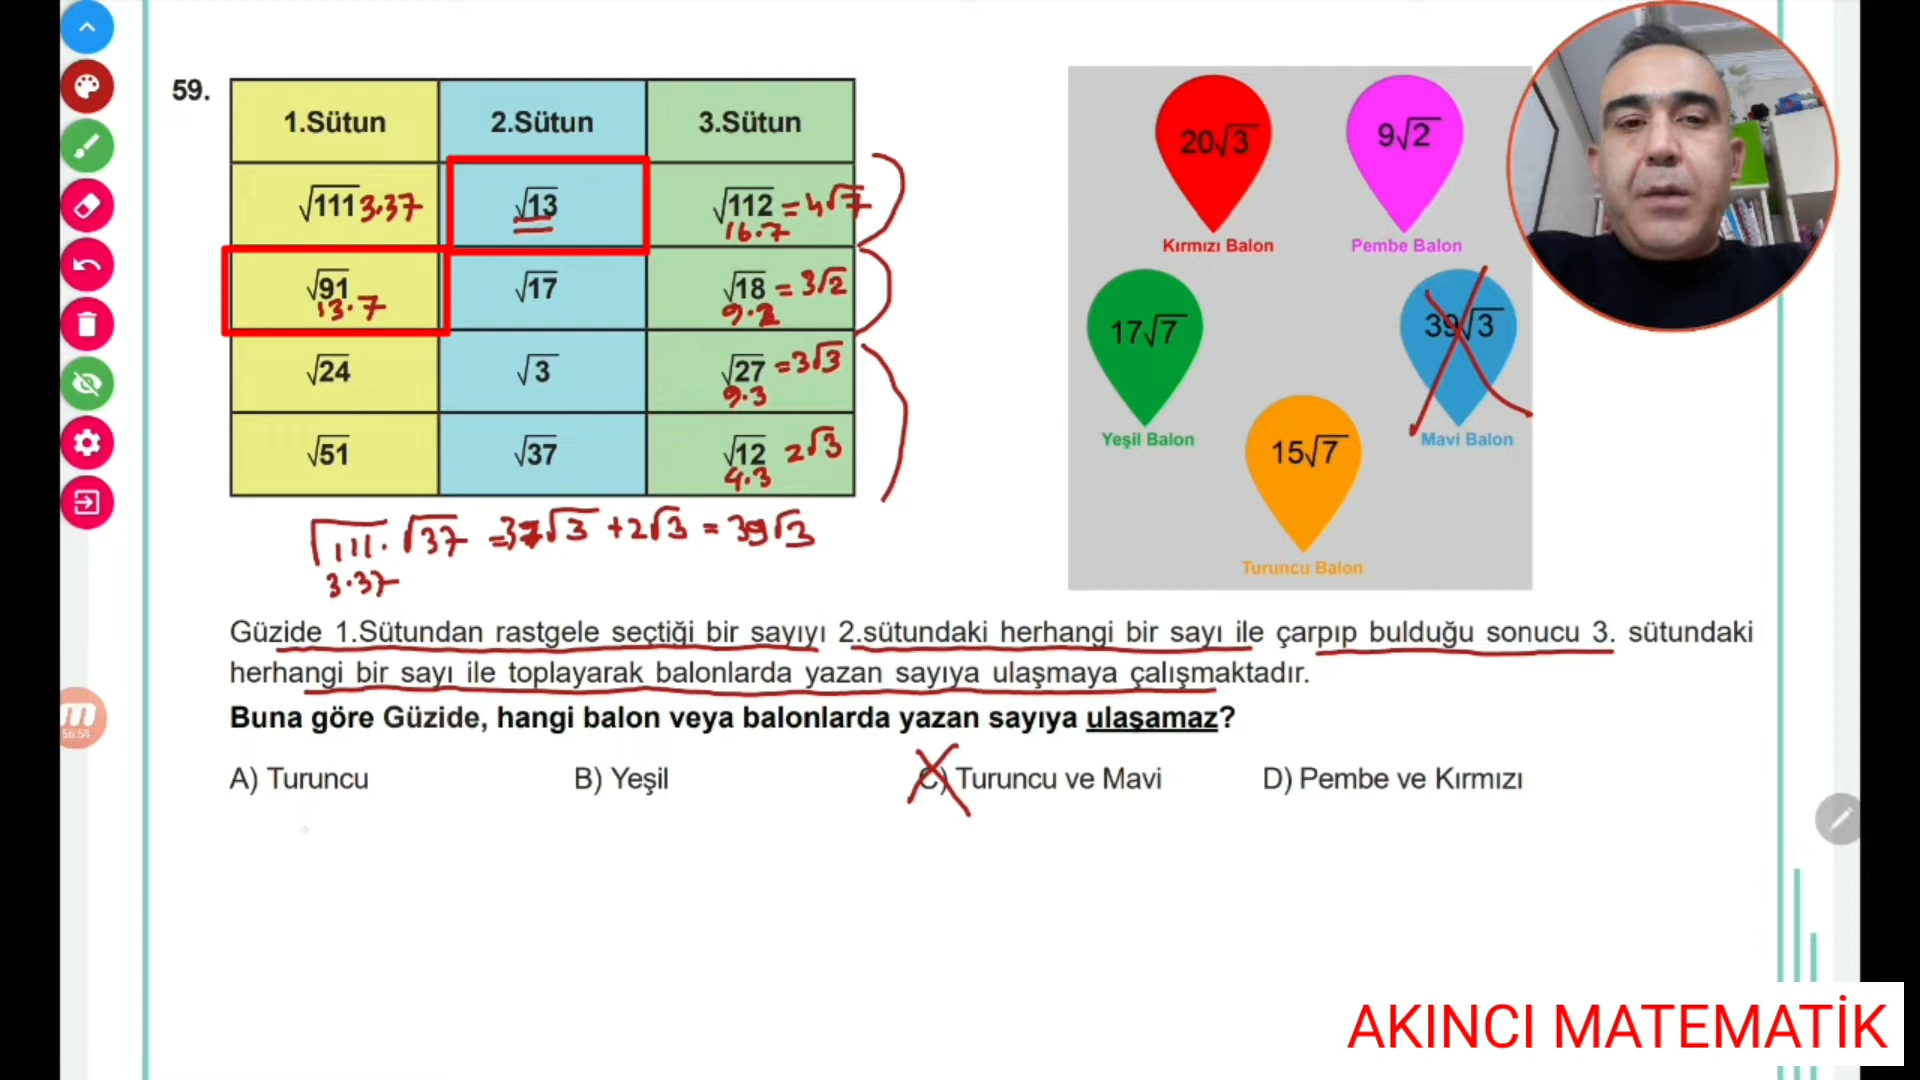 59.
1.Sütun 2.Sütun 3.Sütun
√111 3.37 √13 √112 = 4√7
16.7
√91 √17 √18 = 3√2
13.7 9.2
√24 √3 √27 = 3√3
9.3
√51 √37 √12 2√3
4.3
√111 . √37 = 37√3 + 2√3 = 39√3
3.37
20√3
Kırmızı Balon
9√2
Pembe Balon
17√7
Yeşil Balon
39√3
Mavi Balon
15√7
Turuncu Balon
Güzide 1.Sütundan rastgele seçtiği bir sayıyı 2.sütundaki herhangi bir sayı ile çarpıp bulduğu sonucu 3. sütundaki
herhangi bir sayı ile toplayarak balonlarda yazan sayıya ulaşmaya çalışmaktadır.
Buna göre Güzide, hangi balon veya balonlarda yazan sayıya ulaşamaz?
A) Turuncu B) Yeşil C) Turuncu ve Mavi D) Pembe ve Kırmızı
56:58
AKINCI MATEMATİK